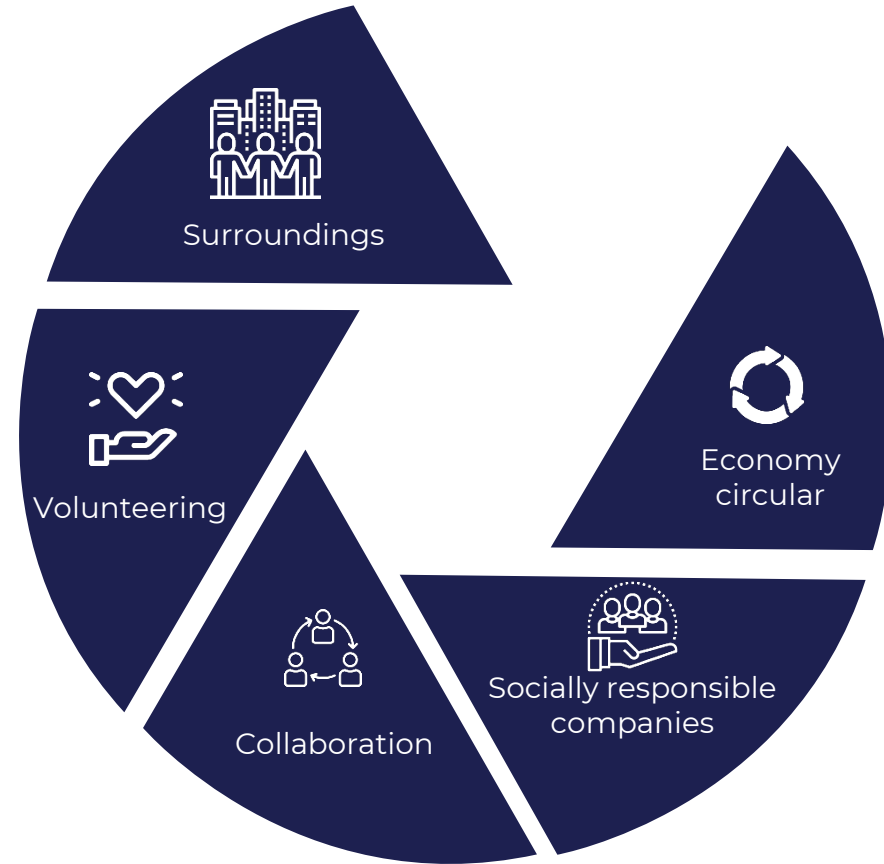 Surroundings
Volunteering
Collaboration
Socially responsible
companies
Economy
circular